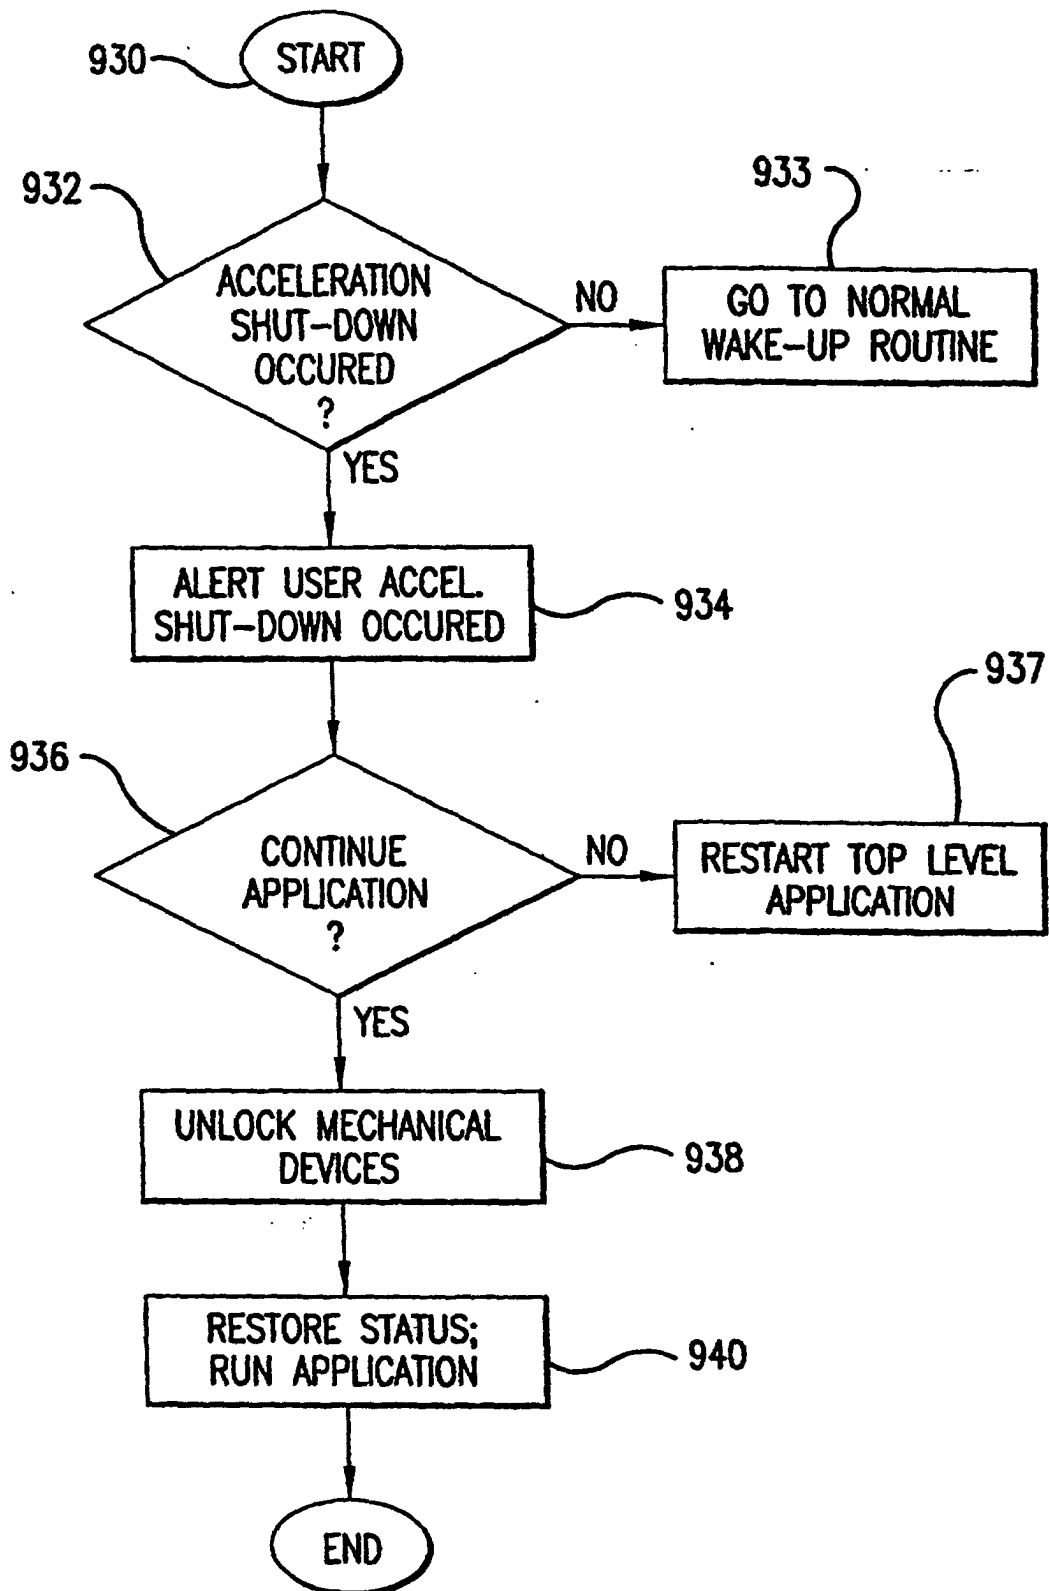 930
START
932
ACCELERATION
SHUT-DOWN
OCCURED
?
NO
933
GO TO NORMAL
WAKE-UP ROUTINE
YES
ALERT USER ACCEL.
SHUT-DOWN OCCURED
934
936
CONTINUE
APPLICATION
?
NO
937
RESTART TOP LEVEL
APPLICATION
YES
UNLOCK MECHANICAL
DEVICES
938
RESTORE STATUS;
RUN APPLICATION
940
END